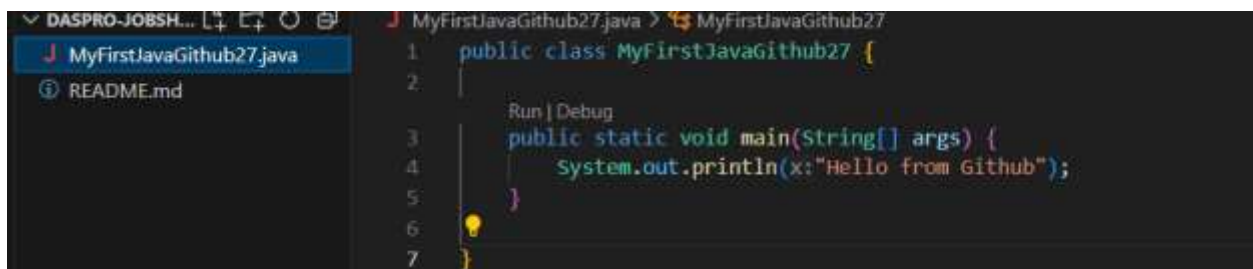 DASPRO-JOBSH...
MyFirstJavaGithub27.java
README.md
J MyFirstJavaGithub27.java > MyFirstJavaGithub27
1 public class MyFirstJavaGithub27 {
2
Run | Debug
3 public static void main(String[] args) {
4 System.out.println(x:"Hello from Github");
5 }
6
7 }